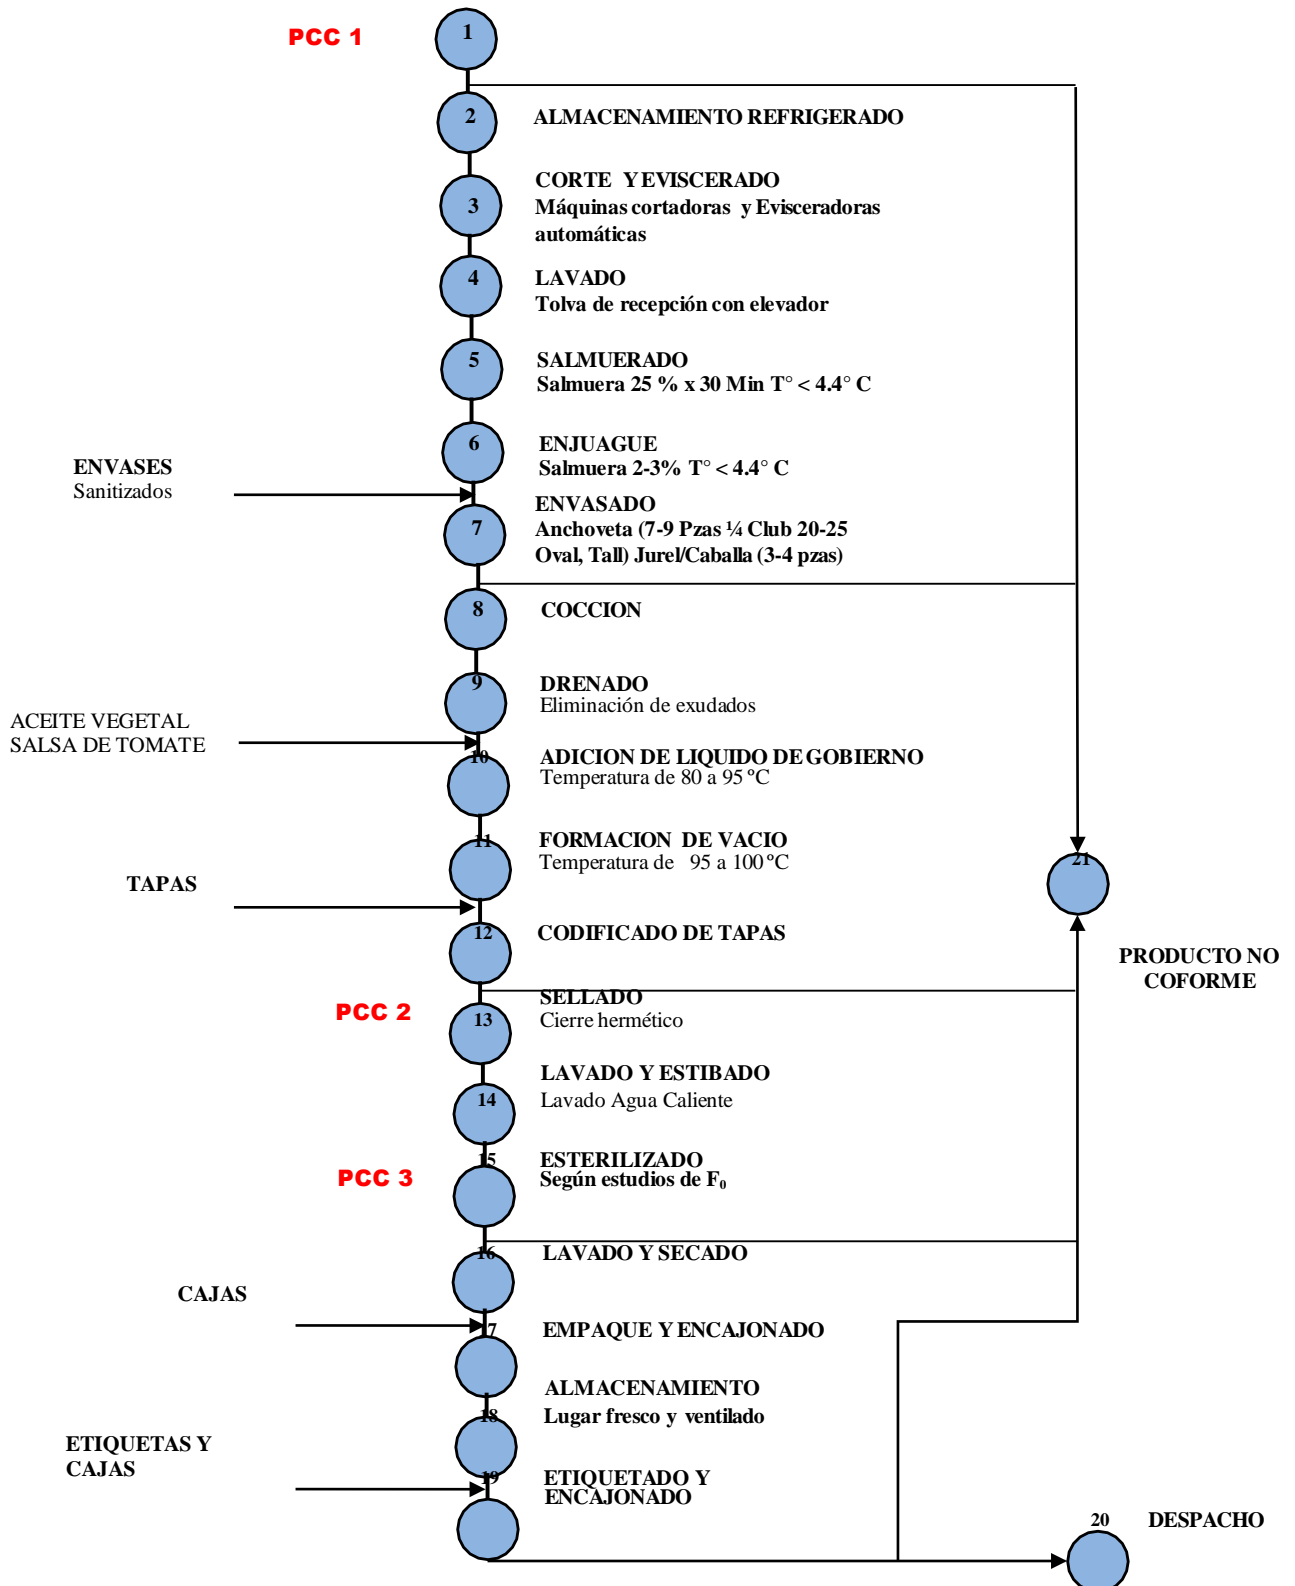 PCC 1
1
2
ALMACENAMIENTO REFRIGERADO
3
CORTE Y EVISCERADO
Máquinas cortadoras y Evisceradoras
automáticas
4
LAVADO
Tolva de recepción con elevador
5
SALMUERADO
Salmuera 25 % x 30 Min T° < 4.4° C
6
ENJUAGUE
Salmuera 2-3% T° < 4.4° C
ENVASES
Sanitizados
7
ENVASADO
Anchoveta (7-9 Pzas ¼ Club 20-25
Oval, Tall) Jurel/Caballa (3-4 pzas)
8
COCCION
9
DRENADO
Eliminación de exudados
ACEITE VEGETAL
SALSA DE TOMATE
10
ADICION DE LIQUIDO DE GOBIERNO
Temperatura de 80 a 95 ºC
11
FORMACION DE VACIO
Temperatura de 95 a 100 ºC
21
TAPAS
12
CODIFICADO DE TAPAS
PRODUCTO NO
COFORME
PCC 2
13
SELLADO
Cierre hermético
14
LAVADO Y ESTIBADO
Lavado Agua Caliente
PCC 3
15
ESTERILIZADO
Según estudios de F₀
16
LAVADO Y SECADO
CAJAS
7
EMPAQUE Y ENCAJONADO
ALMACENAMIENTO
Lugar fresco y ventilado
18
ETIQUETAS Y
CAJAS
19
ETIQUETADO Y
ENCAJONADO
20
DESPACHO